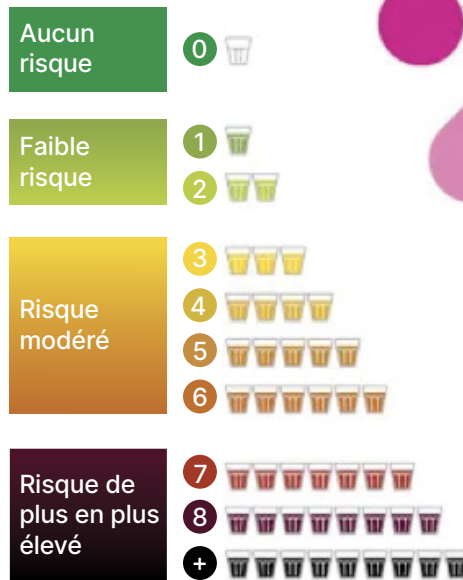 Aucun
risque
0
Faible
risque
1
2
Risque
modéré
3
4
5
6
Risque de
plus en plus
élevé
7
8
+